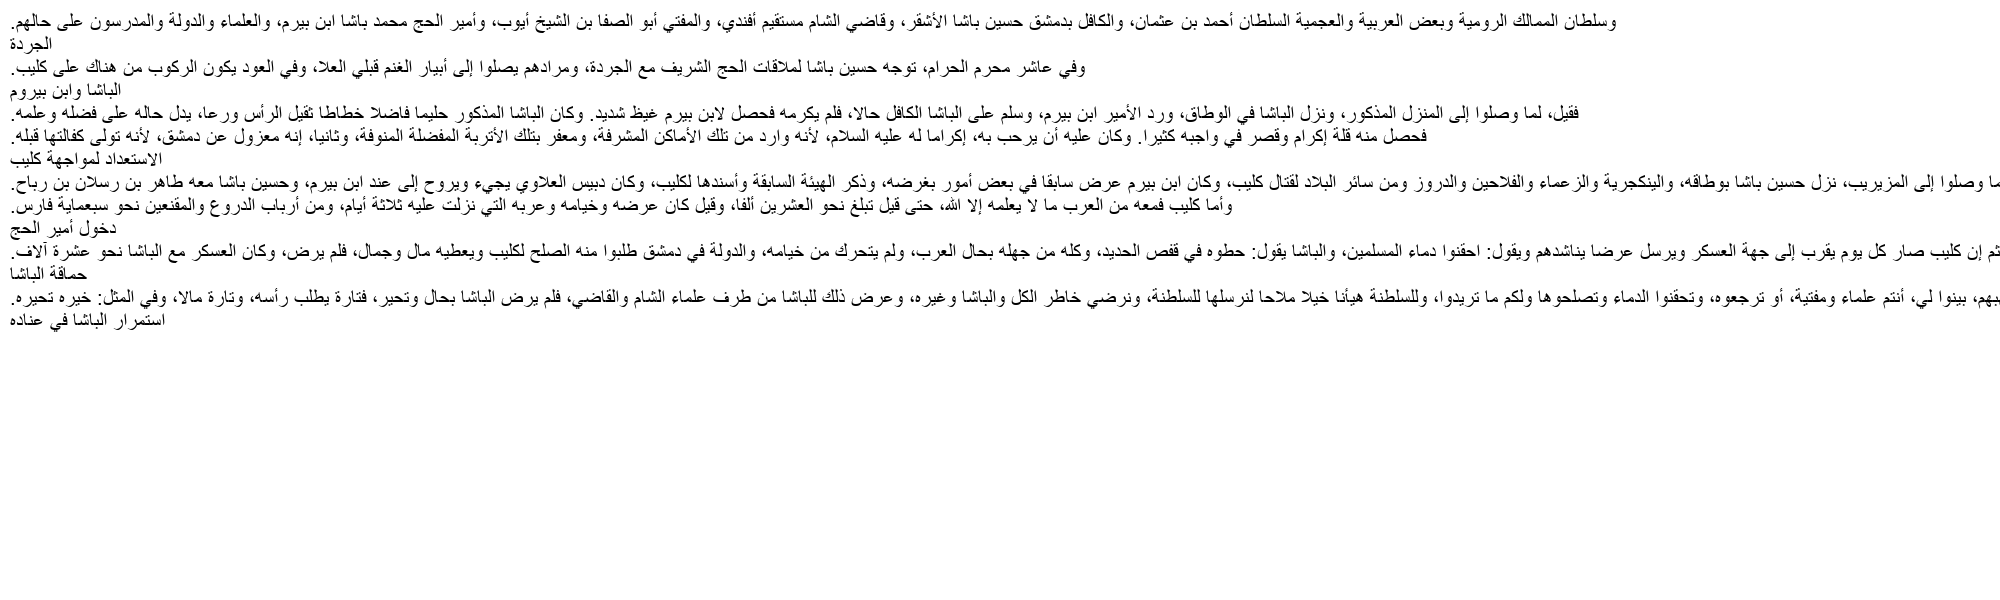 وسلطان الممالك الرومية وبعض العربية والعجمية السلطان أحمد بن عثمان، والكافل بدمشق حسين باشا الأشقر، وقاضي الشام مستقيم أفندي، والمفتي أبو الصفا بن الشيخ أيوب، وأمير الحج محمد باشا ابن بيرم، والعلماء والدولة والمدرسون على حالهم.
الجردة
وفي عاشر محرم الحرام، توجه حسين باشا لملاقات الحج الشريف مع الجردة، ومرادهم يصلوا إلى أبيار الغنم قبلي العلا، وفي العود يكون الركوب من هناك على كليب.
الباشا وابن بيروم
فقيل، لما وصلوا إلى المنزل المذكور، ونزل الباشا في الوطاق، ورد الأمير ابن بيرم، وسلم على الباشا الكافل حالا، فلم يكرمه فحصل لابن بيرم غيظ شديد. وكان الباشا المذكور حليما فاضلا خطاطا ثقيل الرأس ورعا، يدل حاله على فضله وعلمه.
فحصل منه قلة إكرام وقصر في واجبه كثيرا. وكان عليه أن يرحب به، إكراما له عليه السلام، لأنه وارد من تلك الأماكن المشرفة، ومعفر بتلك الأتربة المفضلة المنوفة، وثانيا، إنه معزول عن دمشق، لأنه تولى كفالتها قبله.
الاستعداد لمواجهة كليب
ما وصلوا إلى المزيريب، نزل حسين باشا بوطاقه، والينكجرية والزعماء والفلاحين والدروز ومن سائر البلاد لقتال كليب، وكان ابن بيرم عرض سابقا في بعض أمور بغرضه، وذكر الهيئة السابقة وأسندها لكليب، وكان دبيس العلاوي يجيء ويروح إلى عند ابن بيرم، وحسين باشا معه طاهر بن رسلان بن رباح.
وأما كليب فمعه من العرب ما لا يعلمه إلا الله، حتى قيل تبلغ نحو العشرين ألفا، وقيل كان عرضه وخيامه وعربه التي نزلت عليه ثلاثة أيام، ومن أرباب الدروع والمقنعين نحو سبعماية فارس.
دخول أمير الحج
ثم إن كليب صار كل يوم يقرب إلى جهة العسكر ويرسل عرضا يناشدهم ويقول: احقنوا دماء المسلمين، والباشا يقول: حطوه في قفص الحديد، وكله من جهله بحال العرب، ولم يتحرك من خيامه، والدولة في دمشق طلبوا منه الصلح لكليب ويعطيه مال وجمال، فلم يرض، وكان العسكر مع الباشا نحو عشرة آلاف.
حماقة الباشا
بينوا لي، أنتم علماء ومفتية، أو ترجعوه، وتحقنوا الدماء وتصلحوها ولكم ما تريدوا، وللسلطنة هيأنا خيلا ملاحا لنرسلها للسلطنة، ونرضي خاطر الكل والباشا وغيره، وعرض ذلك للباشا من طرف علماء الشام والقاضي، فلم يرض الباشا بحال وتحير، فتارة يطلب رأسه، وتارة مالا، وفي المثل: خيره تحيره.
استمرار الباشا في عناده